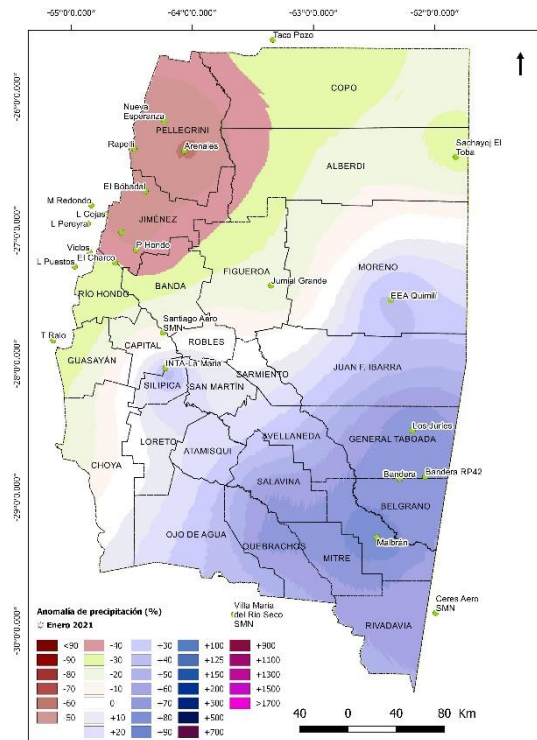 -65°0'0.000" -64°0'0.000" -63°0'0.000" -62°0'0.000"
Taco Pozo
COPO
-26°0'0.000"
Nueva
Esperanza
PELLEGRINI
Rapelli
Arenales
Sachayoj El
Toba
ALBERDI
El Bobadal
M Redondo
L Cejas
L Pereyra
JIMÉNEZ
-27°0'0.000"
Viclos
P Hondo
El Charco
L Puestos
MORENO
FIGUEROA
BANDA
Jumial Grande
EEA Quimilí
RÍO HONDO
Santiago Aero
SMN
T Ralo
CAPITAL
ROBLES
GUASAYÁN
-28°0'0.000"
INTA-La María
SARMIENTO
JUAN F. IBARRA
SILIPICA
SAN MARTÍN
Los Juríes
AVELLANEDA
GENERAL TABOADA
LORETO
ATAMISQUI
CHOYA
Bandera
Bandera RP42
SALAVINA
-29°0'0.000"
BELGRANO
OJO DE AGUA
QUEBRACHOS
MITRE
Malbrán
Villa María
del Río Seco
SMN
Ceres Aero
SMN
RIVADAVIA
-30°0'0.000"
Anomalía de precipitación (%)
Enero 2021
<90 -40 +30 +100 +900
-90 -30 +40 +125 +1100
-80 -20 +50 +150 +1300
-70 -10 +60 +200 +1500
-60 0 +70 +300 >1700
-50 +10 +80 +500
+20 +90 +700
40 0 40 80 Km